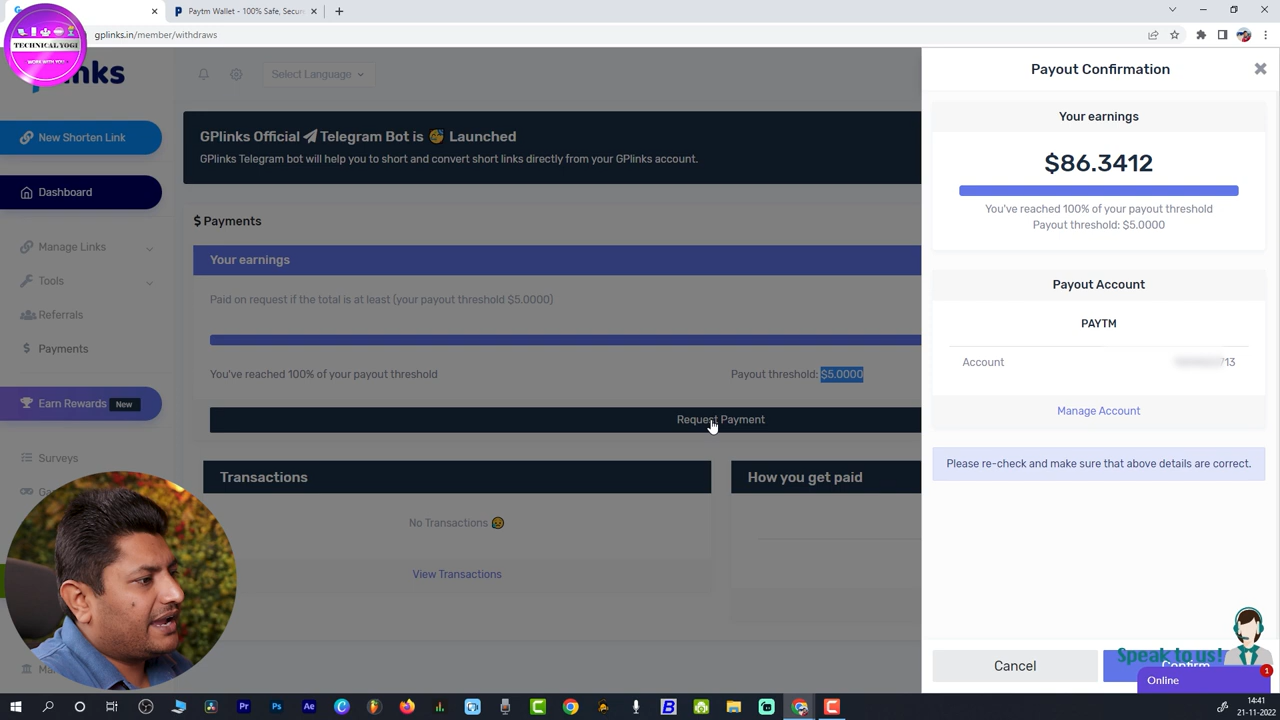 Paytm Wallet - 100% Safe, Secur
gplinks.in/member/withdraws
TECHNICAL YOGI
WORK WITH YOU
Select Language
New Shorten Link
Dashboard
Manage Links
Tools
Referrals
Payments
Earn Rewards New
Surveys
GPlinks Official Telegram Bot is Launched
GPlinks Telegram bot will help you to short and convert short links directly from your GPlinks account.
$ Payments
Your earnings
Paid on request if the total is at least (your payout threshold $5.0000)
You've reached 100% of your payout threshold
Payout threshold: $5.0000
Request Payment
Transactions
No Transactions
View Transactions
How you get paid
Payout Confirmation
Your earnings
$86.3412
You've reached 100% of your payout threshold
Payout threshold: $5.0000
Payout Account
PAYTM
Account 713
Manage Account
Please re-check and make sure that above details are correct.
Cancel
Confirm
Speak to us!
Online
1
14:41
21-11-2022